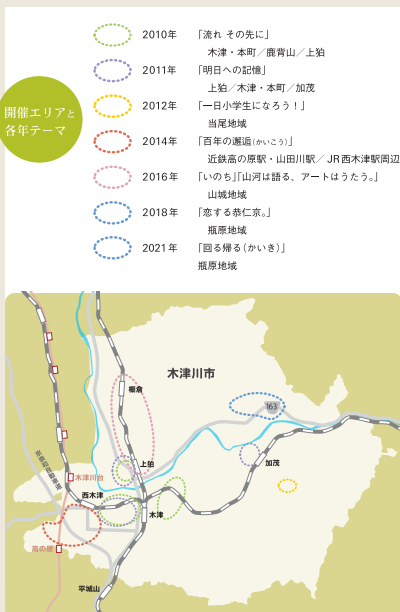 開催エリアと
各年テーマ
2010年 「流れ その先に」
木津・本町／鹿背山／上狛
2011年 「明日への記憶」
上狛／木津・本町／加茂
2012年 「一日小学生になろう！」
当尾地域
2014年 「百年の邂逅（かいこう）」
近鉄高の原駅・山田川駅／JR西木津駅周辺
2016年 「いのち」「山河は語る、アートはうたう。」
山城地域
2018年 「恋する恭仁京。」
瓶原地域
2021年 「回る帰る（かいき）」
瓶原地域
木津川市
棚倉
163
京奈和自動車道
上狛
加茂
木津川台
西木津
木津
高の原
平城山